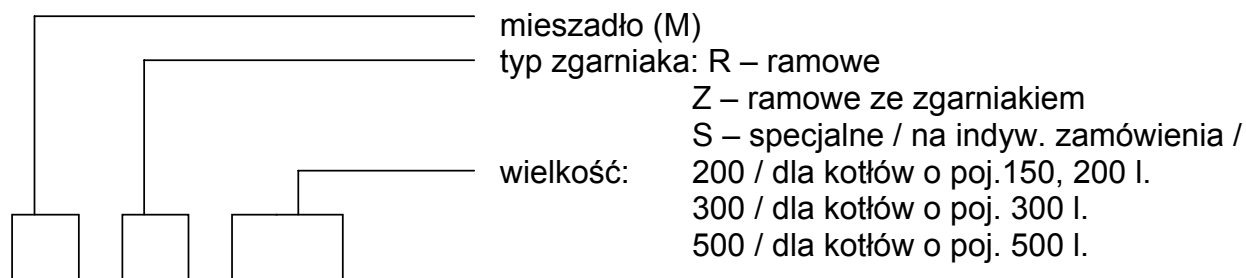 mieszadło (M)
typ zgarniaka: R – ramowe
Z – ramowe ze zgarniakiem
S – specjalne / na indyw. zamówienia /
wielkość: 200 / dla kotłów o poj.150, 200 l.
300 / dla kotłów o poj. 300 l.
500 / dla kotłów o poj. 500 l.